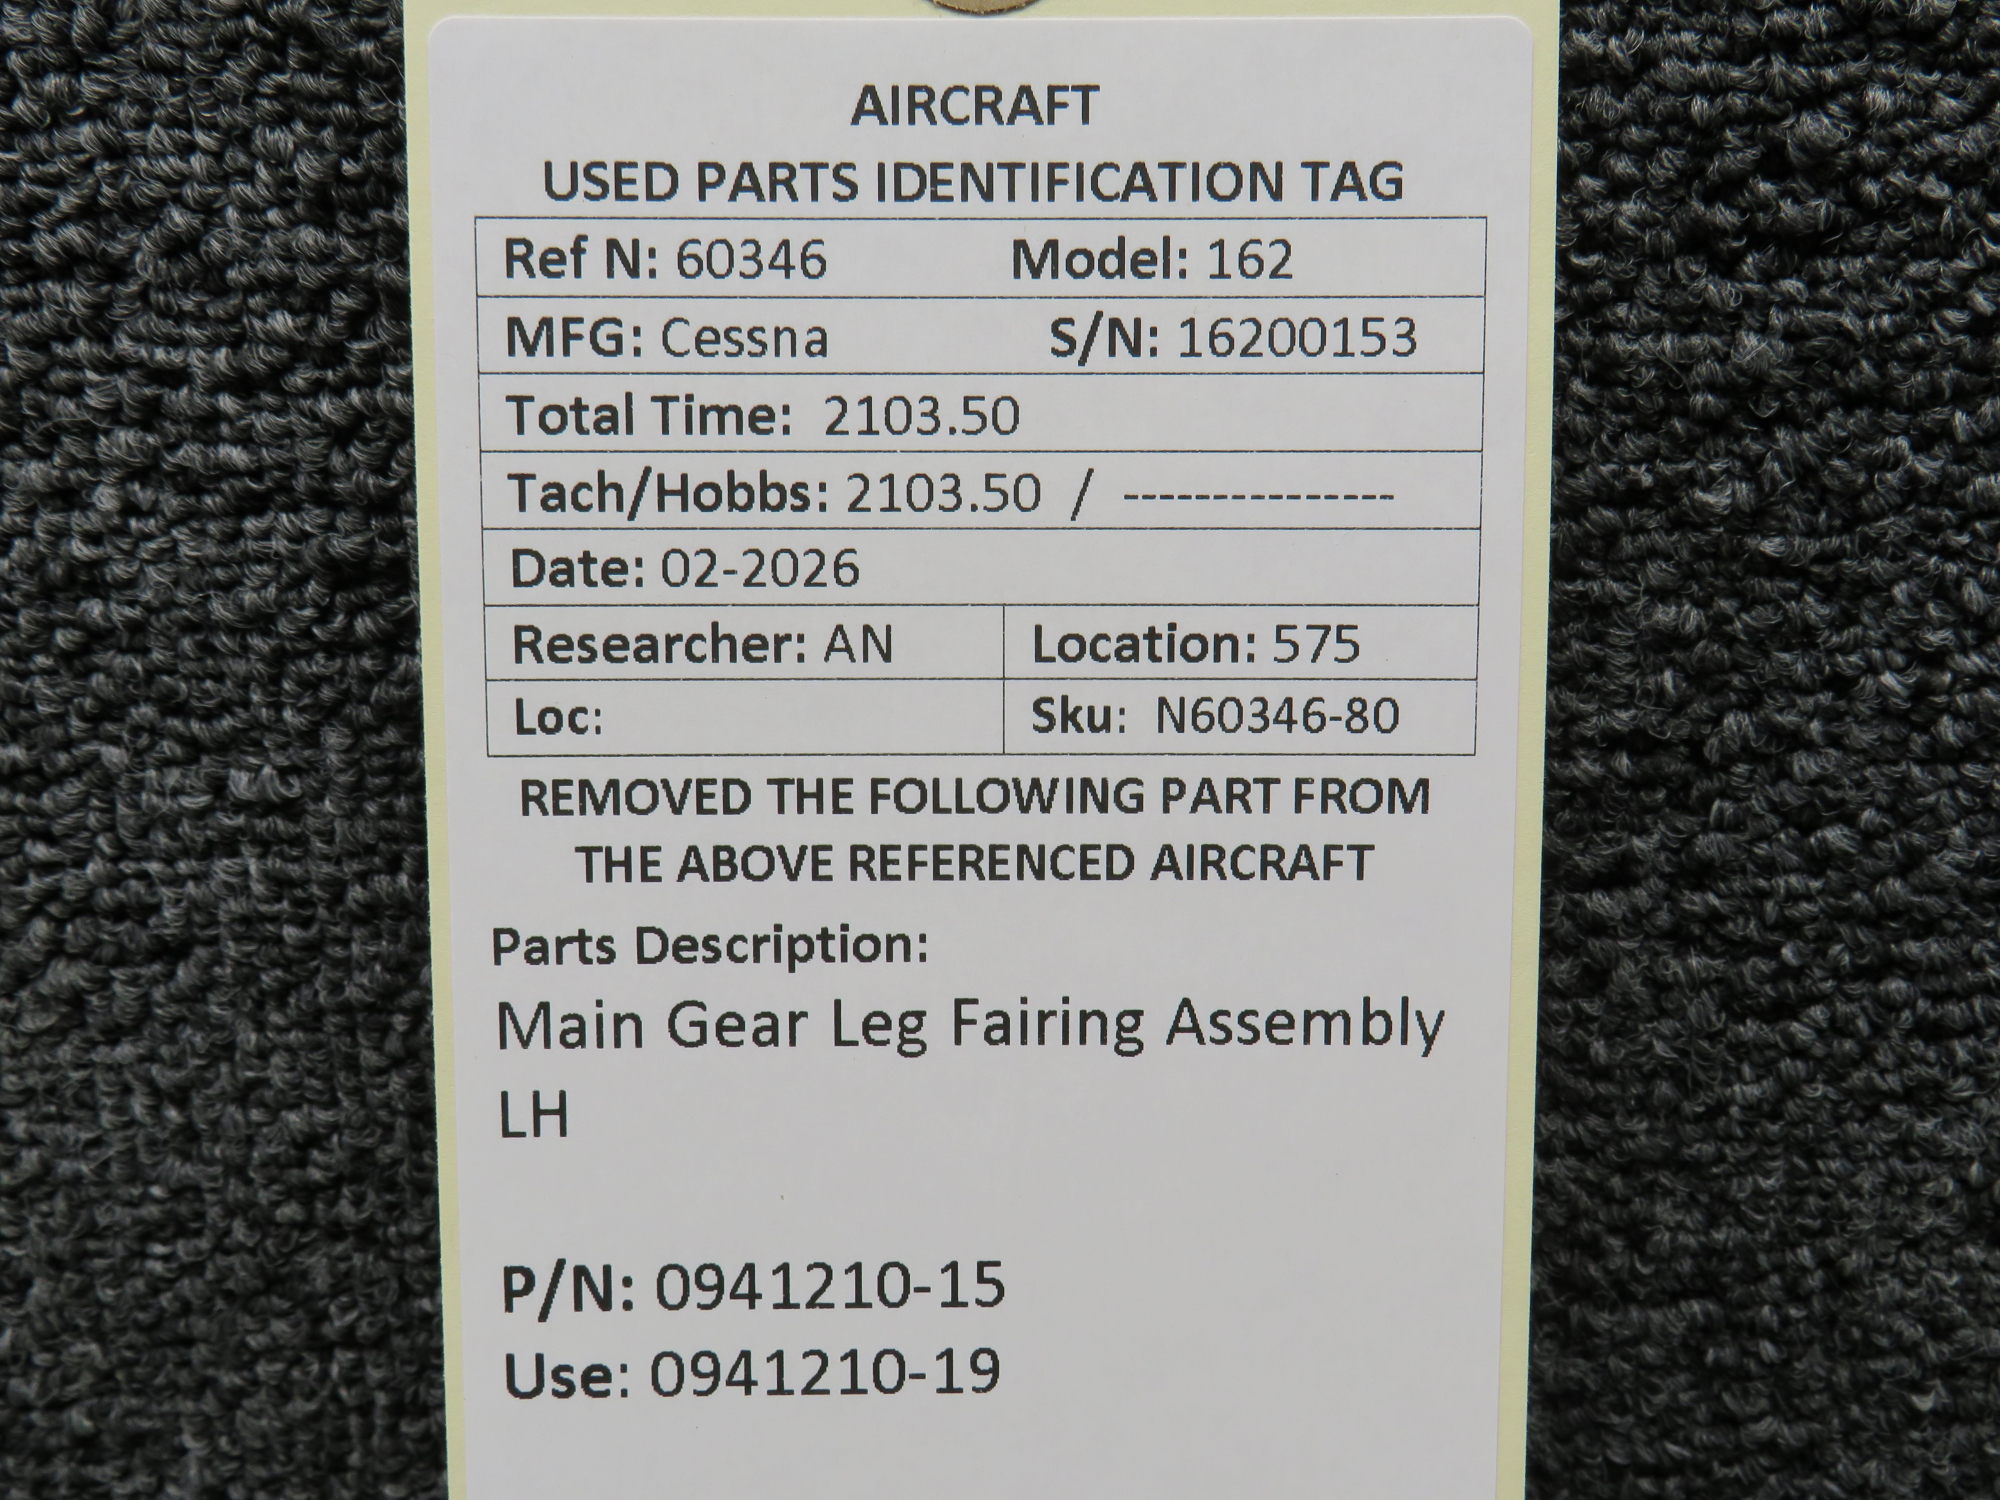 AIRCRAFT
USED PARTS IDENTIFICATION TAG
Ref N: 60346 Model: 162
MFG: Cessna S/N: 16200153
Total Time: 2103.50
Tach/Hobbs: 2103.50 / ---------------
Date: 02-2026
Researcher: AN Location: 575
Loc: Sku: N60346-80
REMOVED THE FOLLOWING PART FROM
THE ABOVE REFERENCED AIRCRAFT
Parts Description:
Main Gear Leg Fairing Assembly
LH
P/N: 0941210-15
Use: 0941210-19